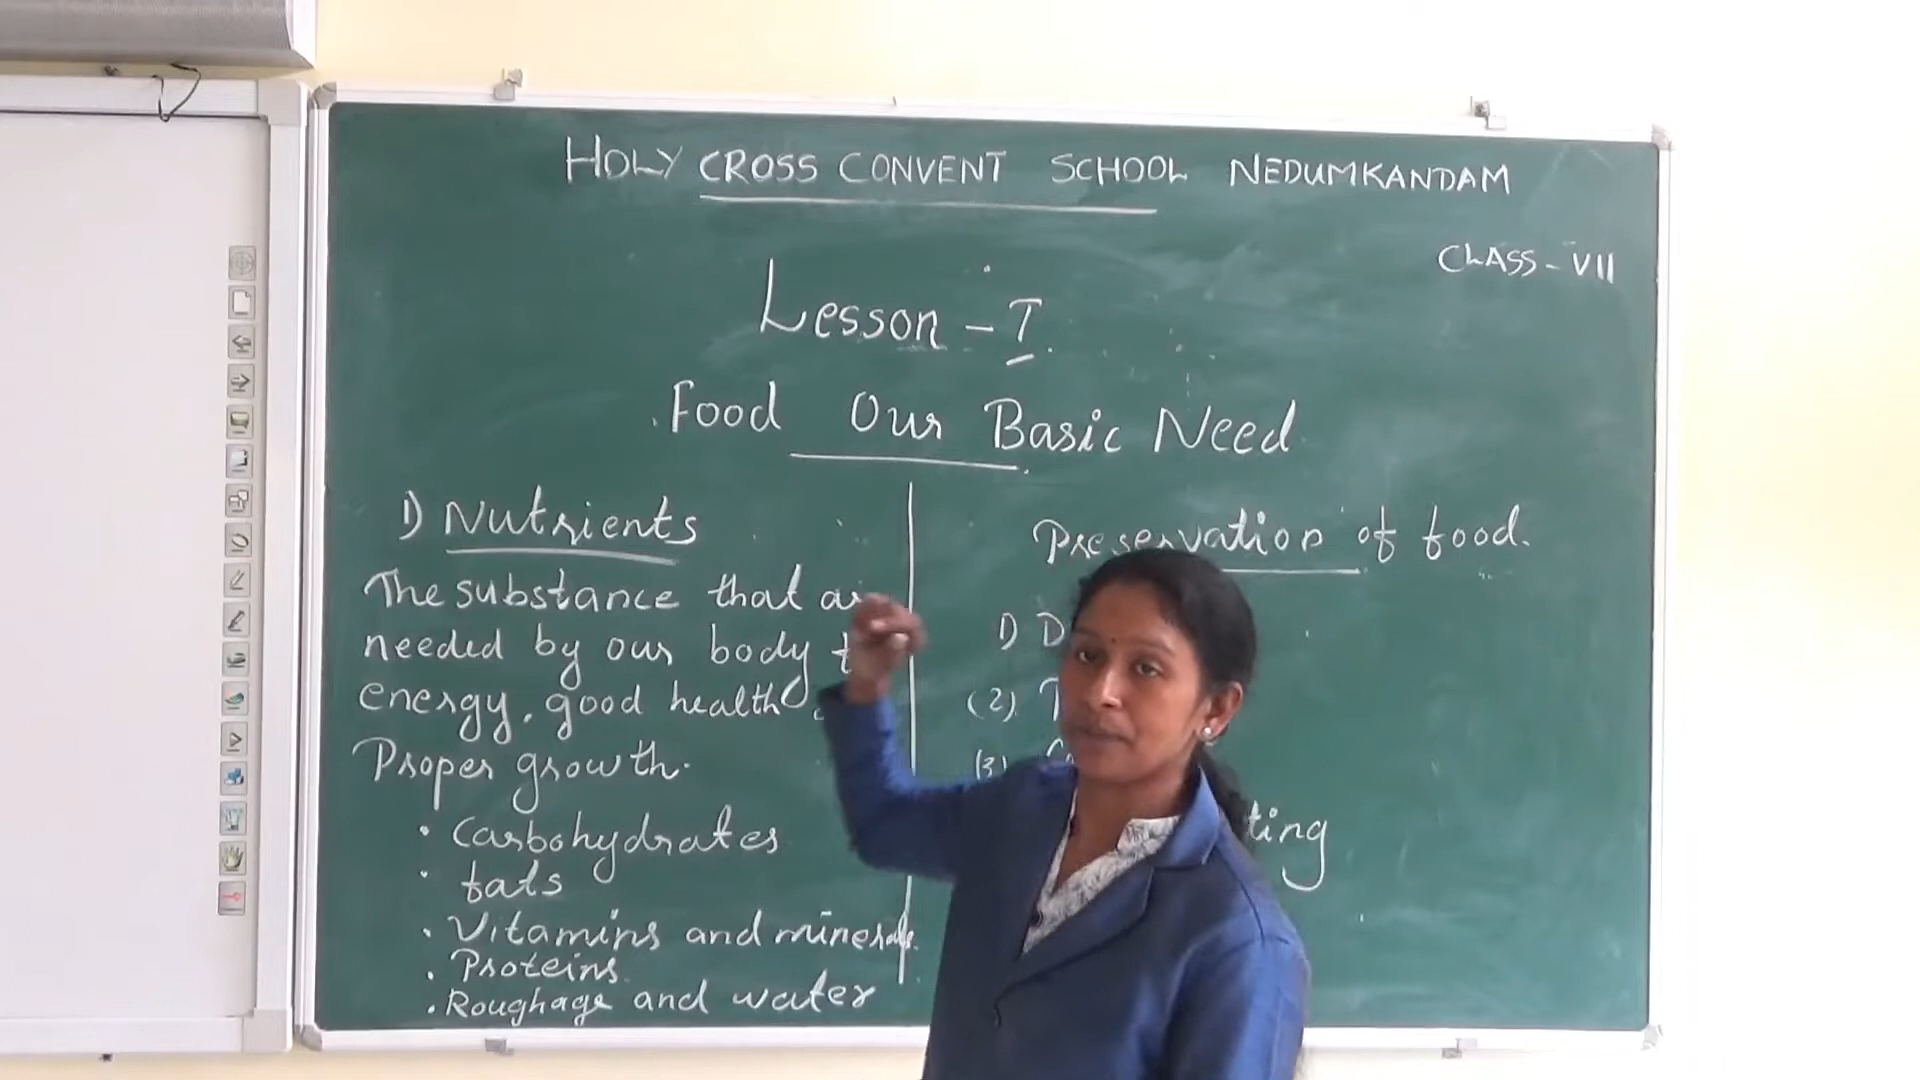 HOLY CROSS CONVENT SCHOOL NEDUMKANDAM
CLASS - VII
Lesson - I
Food Our Basic Need
1) Nutrients
The substance that
needed by our body
energy, good health
Proper growth.
• Carbohydrates
• fats
• Vitamins and minerals.
• Proteins
• Roughage and water
Preservation of food.
1) D
(2)
(3)
ting